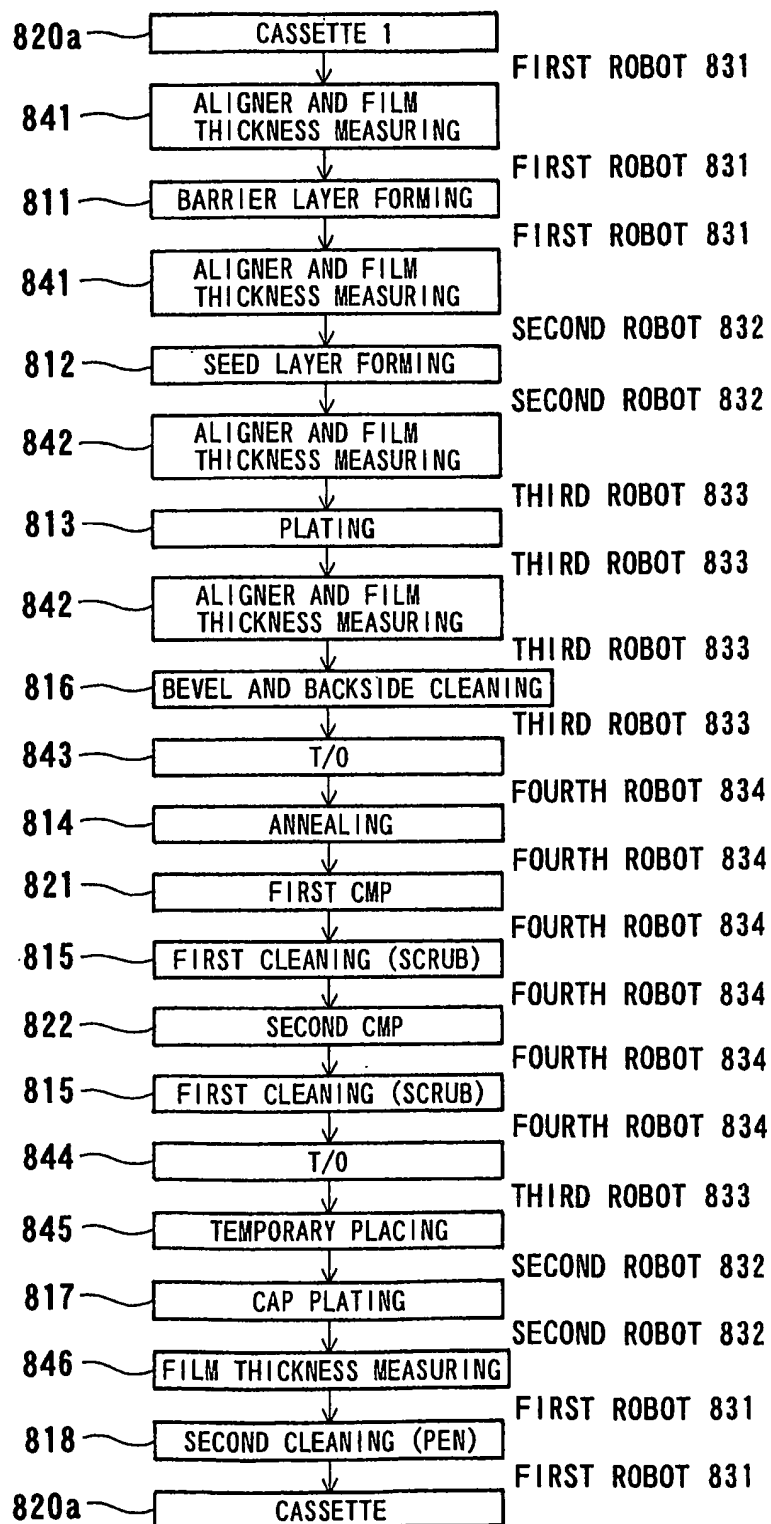 820a
CASSETTE 1
FIRST ROBOT 831
841
ALIGNER AND FILM
THICKNESS MEASURING
FIRST ROBOT 831
811
BARRIER LAYER FORMING
FIRST ROBOT 831
841
ALIGNER AND FILM
THICKNESS MEASURING
SECOND ROBOT 832
812
SEED LAYER FORMING
SECOND ROBOT 832
842
ALIGNER AND FILM
THICKNESS MEASURING
THIRD ROBOT 833
813
PLATING
THIRD ROBOT 833
842
ALIGNER AND FILM
THICKNESS MEASURING
THIRD ROBOT 833
816
BEVEL AND BACKSIDE CLEANING
THIRD ROBOT 833
843
T/O
FOURTH ROBOT 834
814
ANNEALING
FOURTH ROBOT 834
821
FIRST CMP
FOURTH ROBOT 834
815
FIRST CLEANING (SCRUB)
FOURTH ROBOT 834
822
SECOND CMP
FOURTH ROBOT 834
815
FIRST CLEANING (SCRUB)
FOURTH ROBOT 834
844
T/O
THIRD ROBOT 833
845
TEMPORARY PLACING
SECOND ROBOT 832
817
CAP PLATING
SECOND ROBOT 832
846
FILM THICKNESS MEASURING
FIRST ROBOT 831
818
SECOND CLEANING (PEN)
FIRST ROBOT 831
820a
CASSETTE